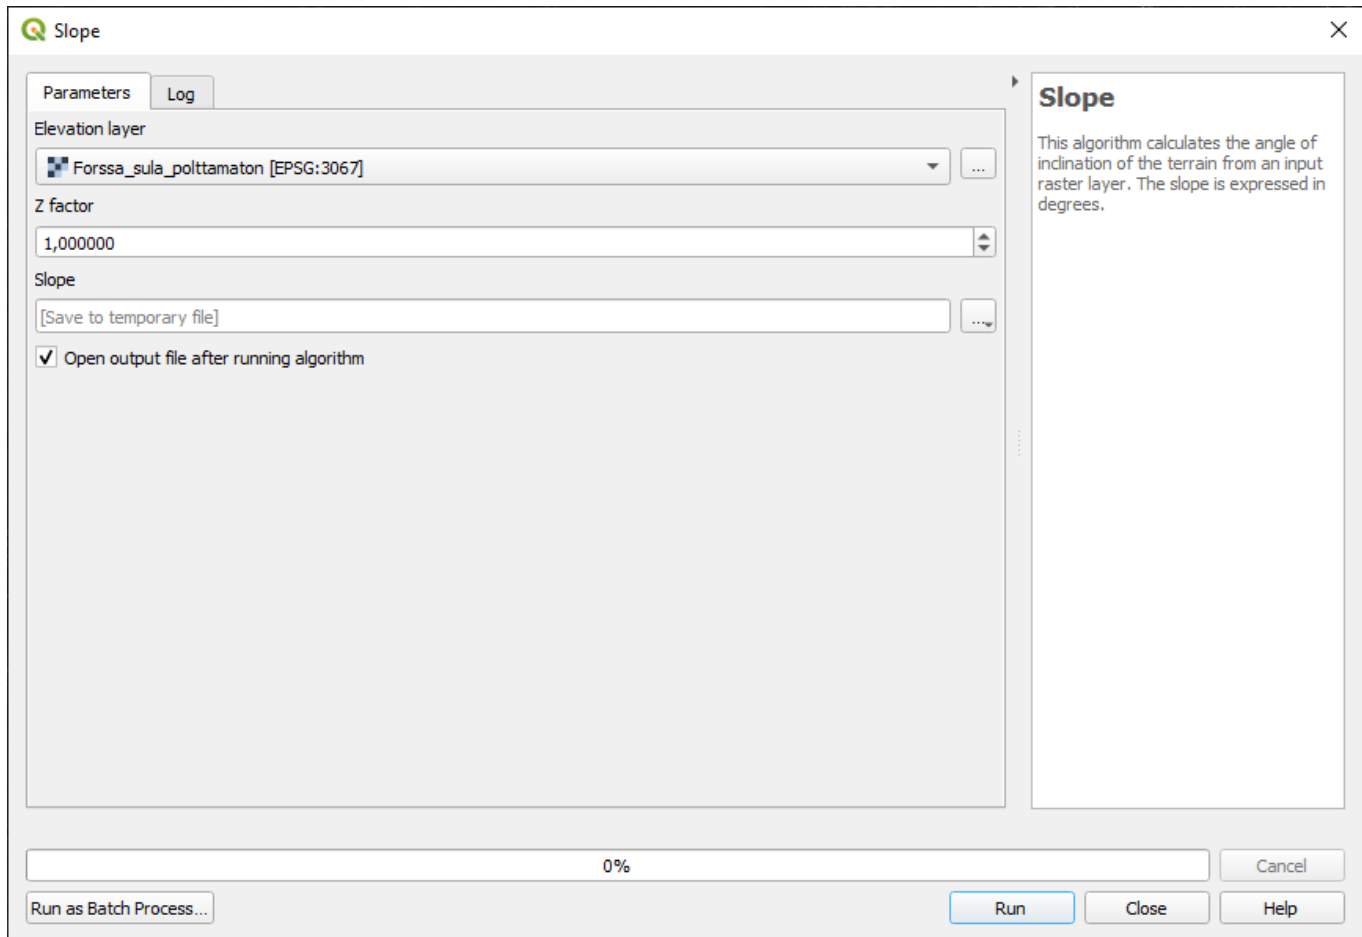 Slope
Parameters
Log
Elevation layer
Forssa_sula_polttamaton [EPSG:3067]
...
Z factor
1,000000
Slope
[Save to temporary file]
...
Open output file after running algorithm
Slope
This algorithm calculates the angle of
inclination of the terrain from an input
raster layer. The slope is expressed in
degrees.
0%
Cancel
Run as Batch Process...
Run
Close
Help